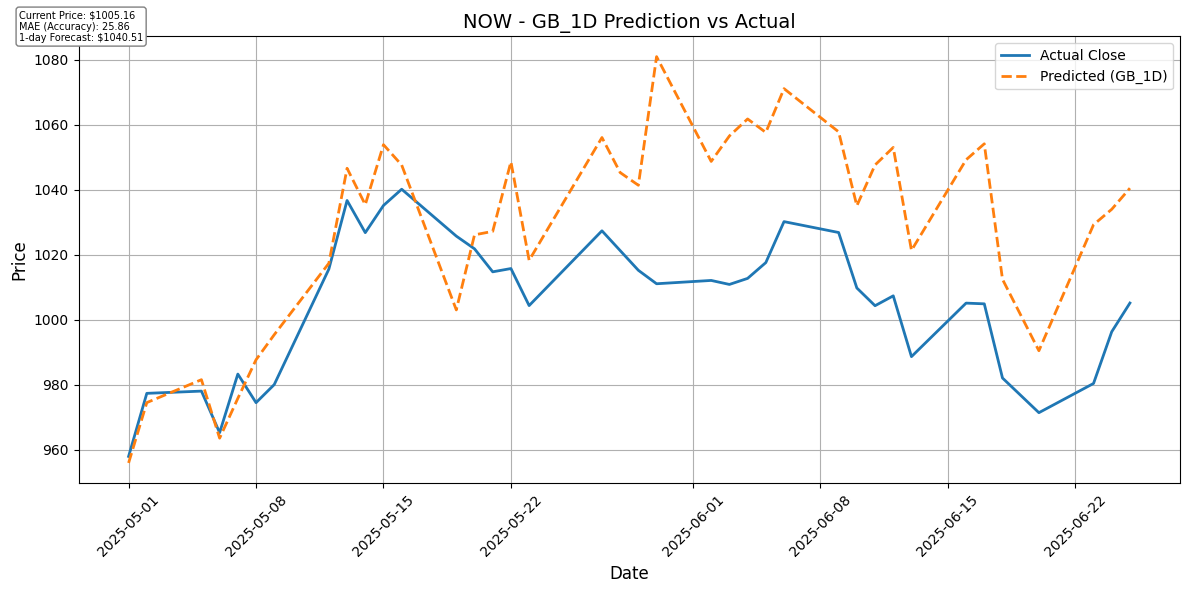 Current Price: $1005.16
MAE (Accuracy): 25.86
1-day Forecast: $1040.51
NOW - GB_1D Prediction vs Actual
Actual Close
Predicted (GB_1D)
Price
1080
1060
1040
1020
1000
980
960
2025-05-01
2025-05-08
2025-05-15
2025-05-22
2025-06-01
2025-06-08
2025-06-15
2025-06-22
Date